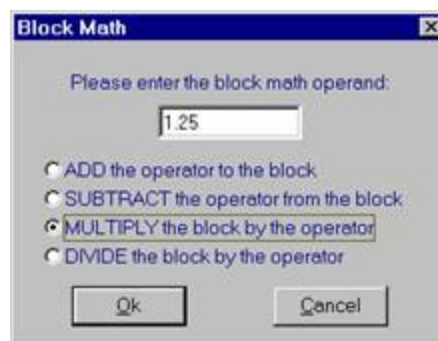 Block Math
Please enter the block math operand:
1.25
ADD the operator to the block
SUBTRACT the operator from the block
MULTIPLY the block by the operator
DIVIDE the block by the operator
Ok Cancel